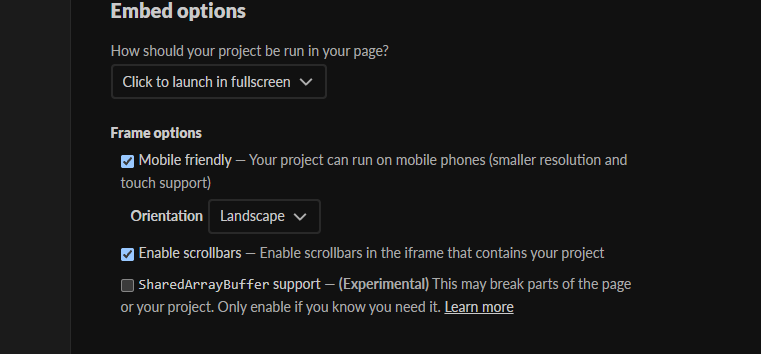 Embed options
How should your project be run in your page?
Click to launch in fullscreen
Frame options
Mobile friendly — Your project can run on mobile phones (smaller resolution and
touch support)
Orientation Landscape
Enable scrollbars — Enable scrollbars in the iframe that contains your project
SharedArrayBuffer support — (Experimental) This may break parts of the page
or your project. Only enable if you know you need it. Learn more